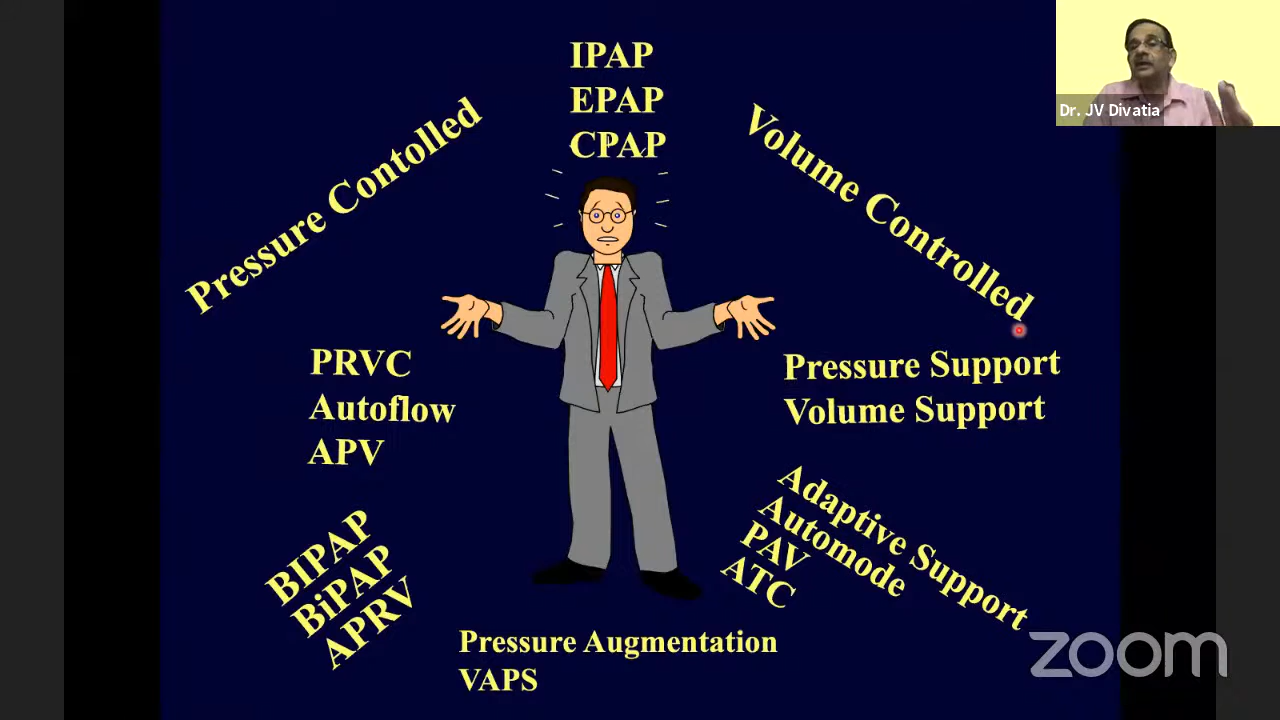 IPAP
EPAP
CPAP
Pressure Contolled
Volume Controlled
Dr. JV Divatia
PRVC
Autoflow
APV
Pressure Support
Volume Support
BIPAP
BiPAP
APRV
Adaptive Support
Automode
PAV
ATC
Pressure Augmentation
VAPS
zoom